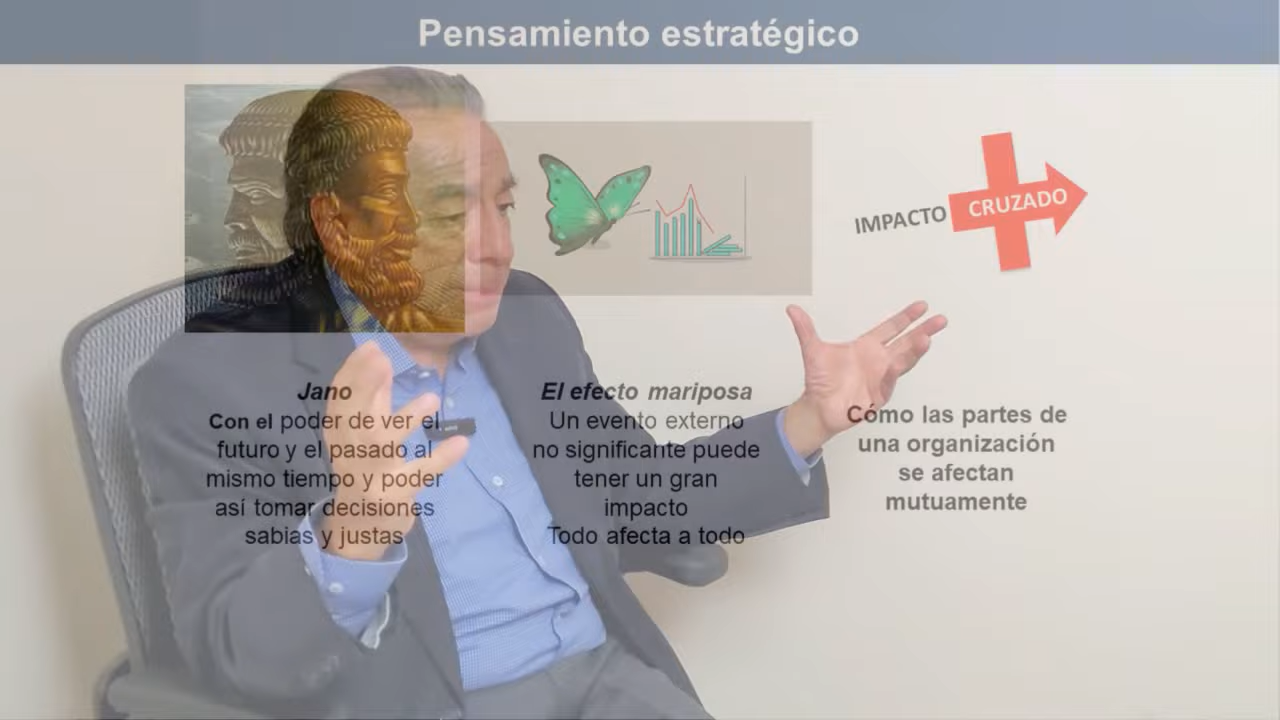 Pensamiento estratégico
IMPACTO CRUZADO
Jano
Con el poder de ver el
futuro y el pasado al
mismo tiempo y poder
así tomar decisiones
sabias y justas
El efecto mariposa
Un evento externo
no significante puede
tener un gran
impacto
Todo afecta a todo
Cómo las partes de
una organización
se afectan
mutuamente